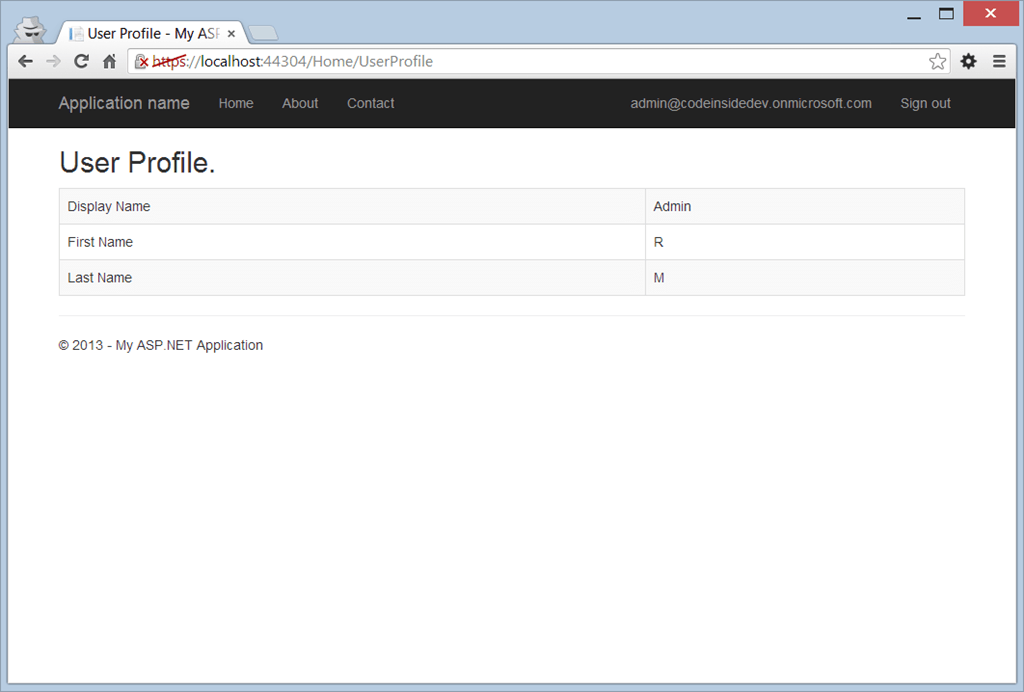 User Profile - My ASP
https://localhost:44304/Home/UserProfile
Application name Home About Contact admin@codeinsidedev.onmicrosoft.com Sign out
User Profile.
Display Name Admin
First Name R
Last Name M
© 2013 - My ASP.NET Application